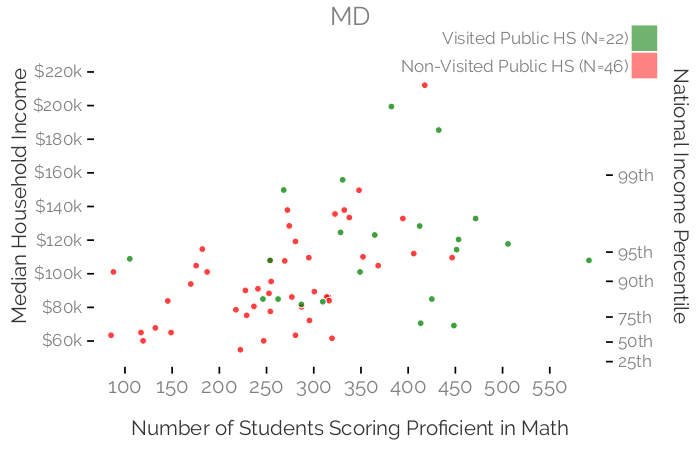 MD
Visited Public HS (N=22)
Non-Visited Public HS (N=46)
Median Household Income
$220k
$200k
$180k
$160k
$140k
$120k
$100k
$80k
$60k
National Income Percentile
99th
95th
90th
75th
50th
25th
100 150 200 250 300 350 400 450 500 550
Number of Students Scoring Proficient in Math